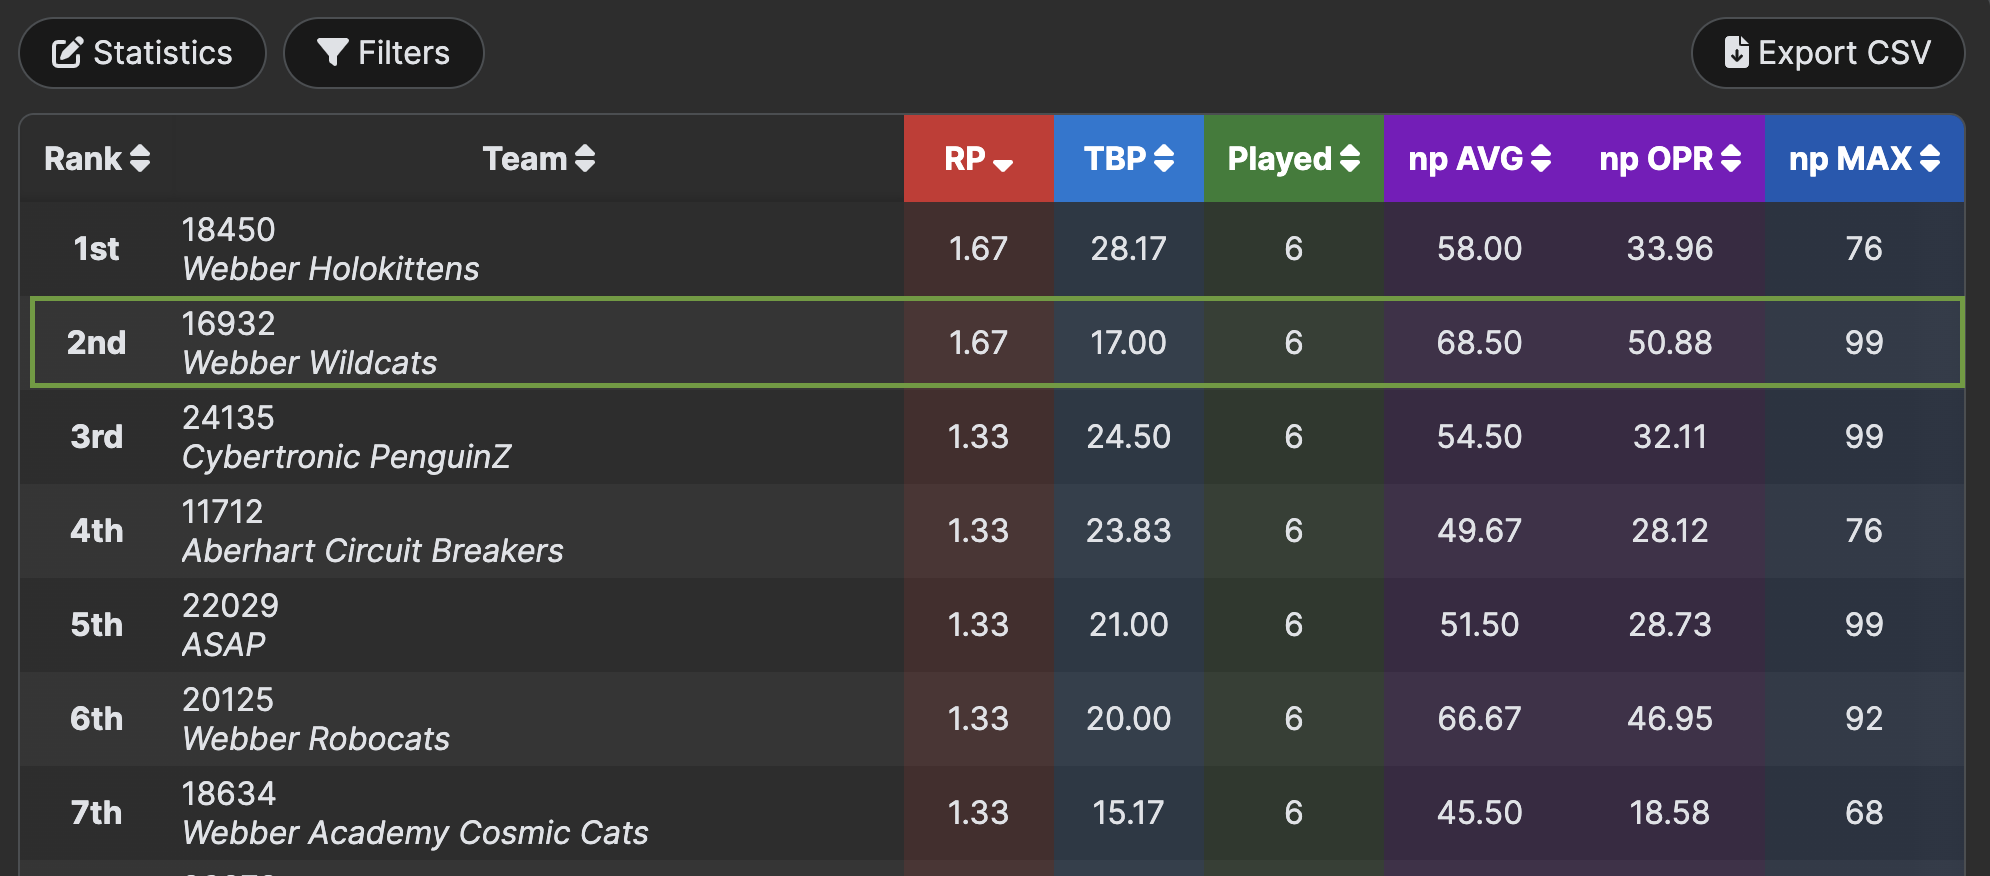 Statistics Filters Export CSV
Rank Team RP TBP Played np AVG np OPR np MAX
1st 18450 1.67 28.17 6 58.00 33.96 76
Webber Holokittens
2nd 16932 1.67 17.00 6 68.50 50.88 99
Webber Wildcats
3rd 24135 1.33 24.50 6 54.50 32.11 99
Cybertronic PenguinZ
4th 11712 1.33 23.83 6 49.67 28.12 76
Aberhart Circuit Breakers
5th 22029 1.33 21.00 6 51.50 28.73 99
ASAP
6th 20125 1.33 20.00 6 66.67 46.95 92
Webber Robocats
7th 18634 1.33 15.17 6 45.50 18.58 68
Webber Academy Cosmic Cats